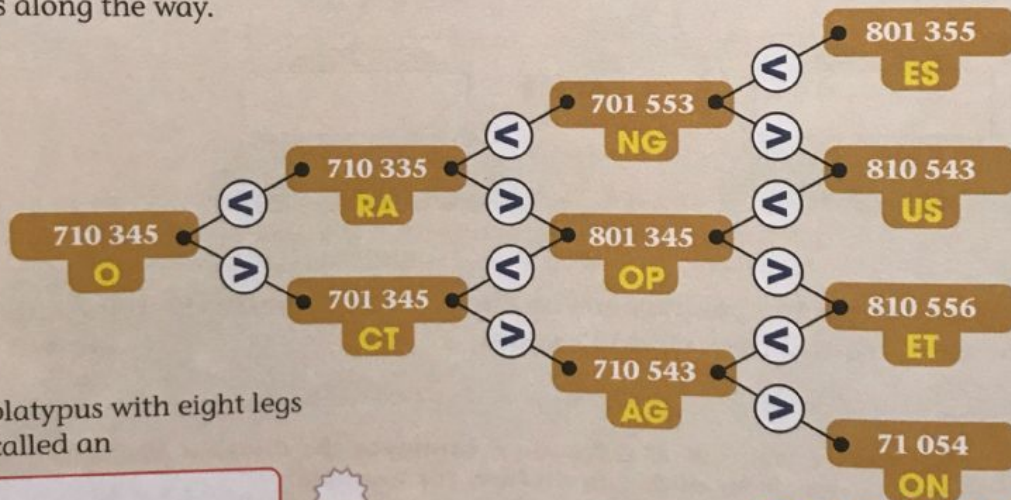 along the way.
801 355
<
ES
701 553
<
NG
>
710 335
<
810 543
RA
>
<
US
710 345
<
801 345
O
>
<
OP
>
701 345
810 556
CT
>
<
ET
710 543
AG
>
platypus with eight legs
called an
71 054
ON